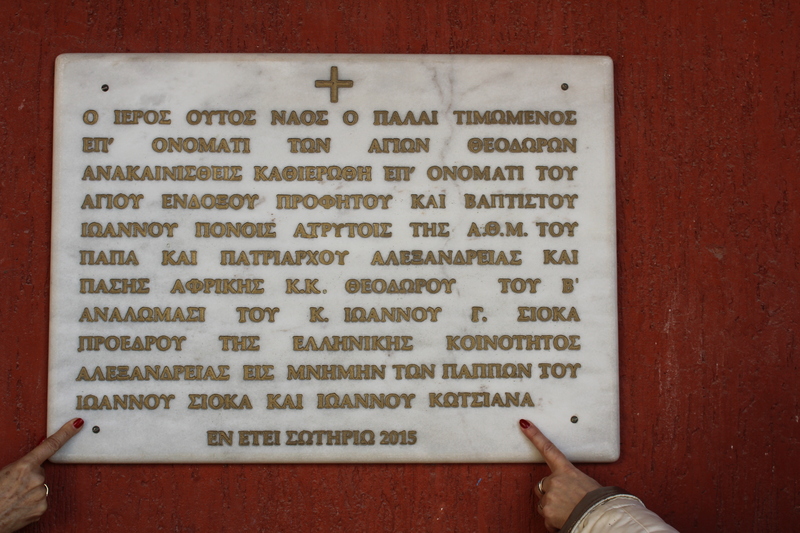 Ο ΙΕΡΟΣ ΟΥΤΟΣ ΝΑΟΣ Ο ΠΑΛΑΙ ΤΙΜΩΜΕΝΟΣ
ΕΠ' ΟΝΟΜΑΤΙ ΤΩΝ ΑΓΙΩΝ ΘΕΟΔΩΡΩΝ
ΑΝΑΚΑΙΝΙΣΘΕΙΣ ΚΑΘΙΕΡΩΘΗ ΕΠ' ΟΝΟΜΑΤΙ ΤΟΥ
ΑΓΙΟΥ ΕΝΔΟΞΟΥ ΠΡΟΦΗΤΟΥ ΚΑΙ ΒΑΠΤΙΣΤΟΥ
ΙΩΑΝΝΟΥ ΠΟΝΟΙΣ ΑΤΡΥΤΟΙΣ ΤΗΣ Α.Θ.Μ. ΤΟΥ
ΠΑΠΑ ΚΑΙ ΠΑΤΡΙΑΡΧΟΥ ΑΛΕΞΑΝΔΡΕΙΑΣ ΚΑΙ
ΠΑΣΗΣ ΑΦΡΙΚΗΣ Κ.Κ. ΘΕΟΔΩΡΟΥ ΤΟΥ Β'
ΑΝΑΛΩΜΑΣΙ ΤΟΥ Κ. ΙΩΑΝΝΟΥ Γ. ΣΙΟΚΑ
ΠΡΟΕΔΡΟΥ ΤΗΣ ΕΛΛΗΝΙΚΗΣ ΚΟΙΝΟΤΗΤΟΣ
ΑΛΕΞΑΝΔΡΕΙΑΣ ΕΙΣ ΜΝΗΜΗΝ ΤΩΝ ΠΑΠΠΩΝ ΤΟΥ
ΙΩΑΝΝΟΥ ΣΙΟΚΑ ΚΑΙ ΙΩΑΝΝΟΥ ΚΩΤΣΙΑΝΑ
ΕΝ ΕΤΕΙ ΣΩΤΗΡΙΩ 2015